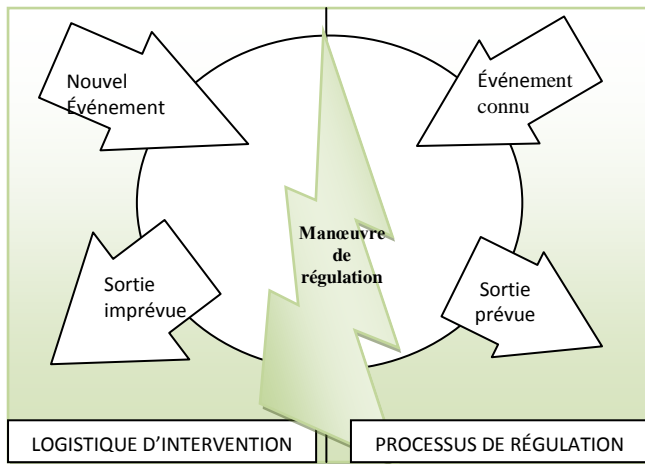 Nouvel
Événement
Événement
connu
Manœuvre
de
régulation
Sortie
imprévue
Sortie
prévue
LOGISTIQUE D’INTERVENTION
PROCESSUS DE RÉGULATION